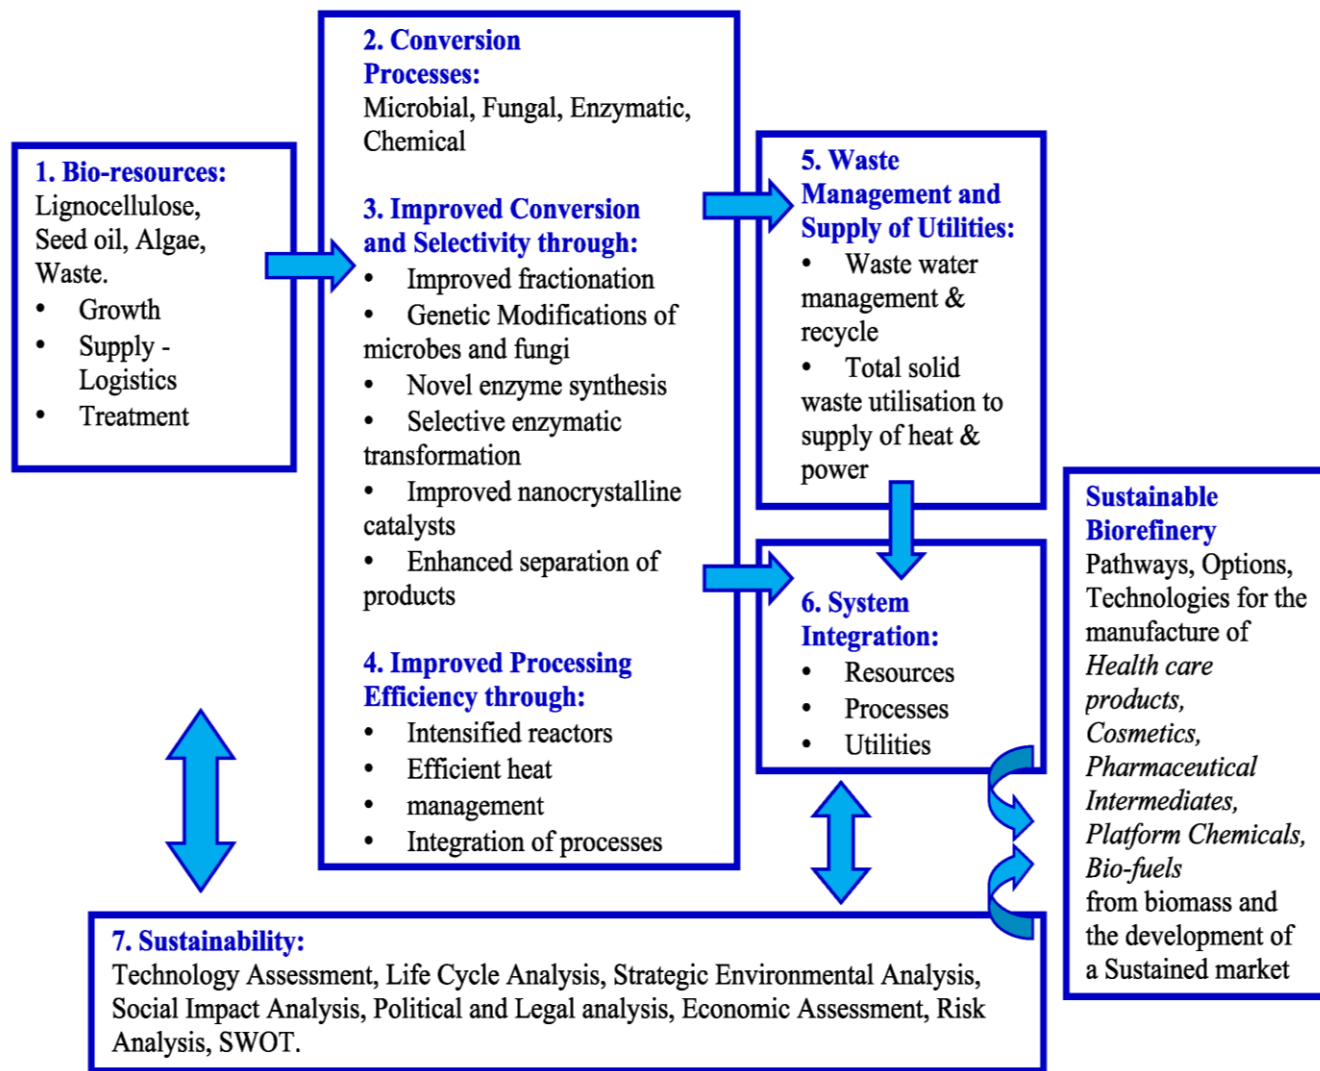 1. Bio-resources:
Lignocellulose,
Seed oil, Algae,
Waste.
• Growth
• Supply -
Logistics
• Treatment
2. Conversion
Processes:
Microbial, Fungal, Enzymatic,
Chemical
3. Improved Conversion
and Selectivity through:
• Improved fractionation
• Genetic Modifications of
microbes and fungi
• Novel enzyme synthesis
• Selective enzymatic
transformation
• Improved nanocrystalline
catalysts
• Enhanced separation of
products
4. Improved Processing
Efficiency through:
• Intensified reactors
• Efficient heat
• management
• Integration of processes
5. Waste
Management and
Supply of Utilities:
• Waste water
management &
recycle
• Total solid
waste utilisation to
supply of heat &
power
6. System
Integration:
• Resources
• Processes
• Utilities
7. Sustainability:
Technology Assessment, Life Cycle Analysis, Strategic Environmental Analysis,
Social Impact Analysis, Political and Legal analysis, Economic Assessment, Risk
Analysis, SWOT.
Sustainable
Biorefinery
Pathways, Options,
Technologies for the
manufacture of
Health care
products,
Cosmetics,
Pharmaceutical
Intermediates,
Platform Chemicals,
Bio-fuels
from biomass and
the development of
a Sustained market